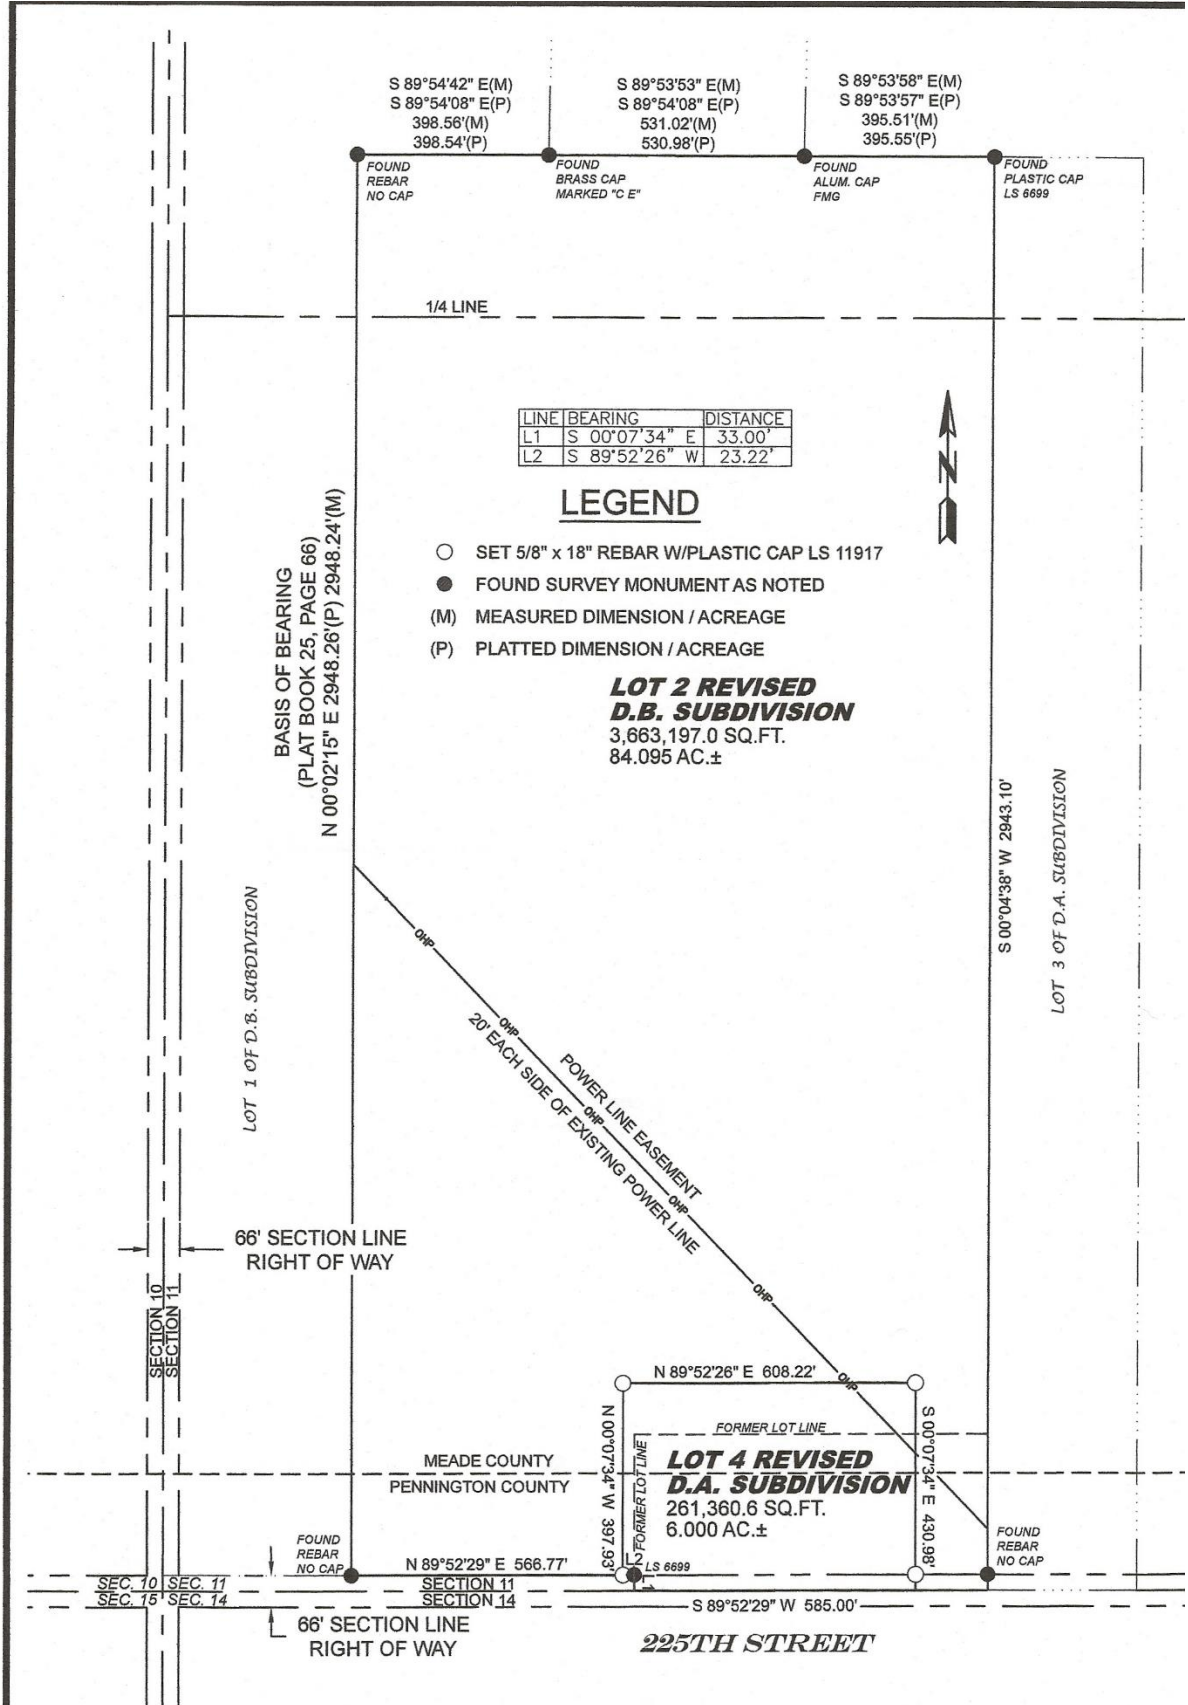 S 89°54'42" E(M)
S 89°54'08" E(P)
398.56'(M)
398.54'(P)
S 89°53'53" E(M)
S 89°54'08" E(P)
531.02'(M)
530.98'(P)
S 89°53'58" E(M)
S 89°53'57" E(P)
395.51'(M)
395.55'(P)
FOUND
REBAR
NO CAP
FOUND
BRASS CAP
MARKED "C E"
FOUND
ALUM. CAP
FMG
FOUND
PLASTIC CAP
LS 6699
1/4 LINE
LINE BEARING DISTANCE
L1 S 00°07'34" E 33.00'
L2 S 89°52'26" W 23.22'
N
LEGEND
SET 5/8" x 18" REBAR W/PLASTIC CAP LS 11917
FOUND SURVEY MONUMENT AS NOTED
(M) MEASURED DIMENSION / ACREAGE
(P) PLATTED DIMENSION / ACREAGE
BASIS OF BEARING
(PLAT BOOK 25, PAGE 66)
N 00°02'15" E 2948.26'(P) 2948.24'(M)
LOT 2 REVISED
D.B. SUBDIVISION
3,663,197.0 SQ.FT.
84.095 AC.±
S 00°04'38" W 2943.10'
LOT 3 OF D.A. SUBDIVISION
LOT 1 OF D.B. SUBDIVISION
OHP
OHP
OHP
OHP
OHP
OHP
POWER LINE EASEMENT
20' EACH SIDE OF EXISTING POWER LINE
66' SECTION LINE
RIGHT OF WAY
SECTION 10
SECTION 11
N 89°52'26" E 608.22'
N 00°07'34" W 397.93'
FORMER LOT LINE
FORMER LOT LINE
S 00°07'34" E 430.98'
LOT 4 REVISED
D.A. SUBDIVISION
261,360.6 SQ.FT.
6.000 AC.±
MEADE COUNTY
PENNINGTON COUNTY
FOUND
REBAR
NO CAP
FOUND
REBAR
NO CAP
N 89°52'29" E 566.77'
L2
LS 6699
L1
SEC. 10 SEC. 11
SEC. 15 SEC. 14
SECTION 11
SECTION 14
S 89°52'29" W 585.00'
66' SECTION LINE
RIGHT OF WAY
225TH STREET